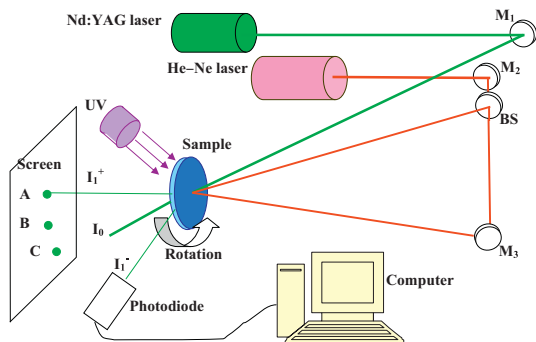 Nd:YAG laser
M₁
He–Ne laser
M₂
UV
BS
Screen
Sample
A
I₁⁺
B
I₀
C
Rotation
M₃
I₁⁻
Computer
Photodiode